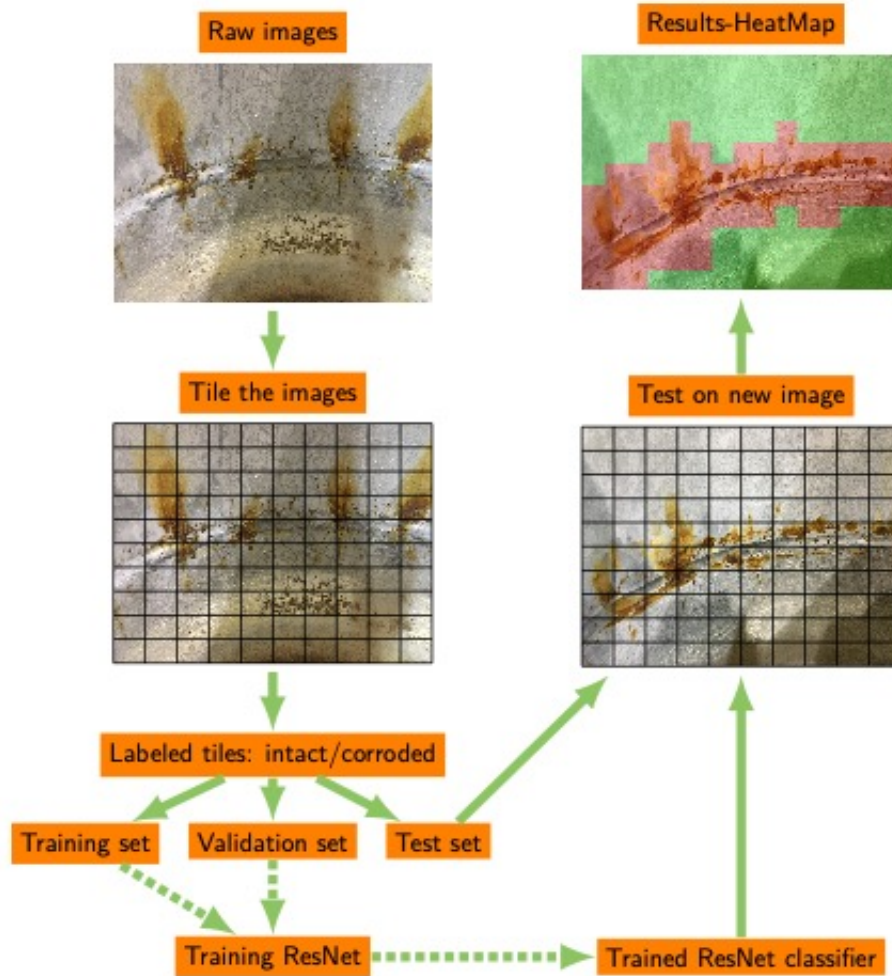 Raw images
Results-HeatMap
Tile the images
Test on new image
Labeled tiles: intact/corroded
Training set
Validation set
Test set
Training ResNet
Trained ResNet classifier